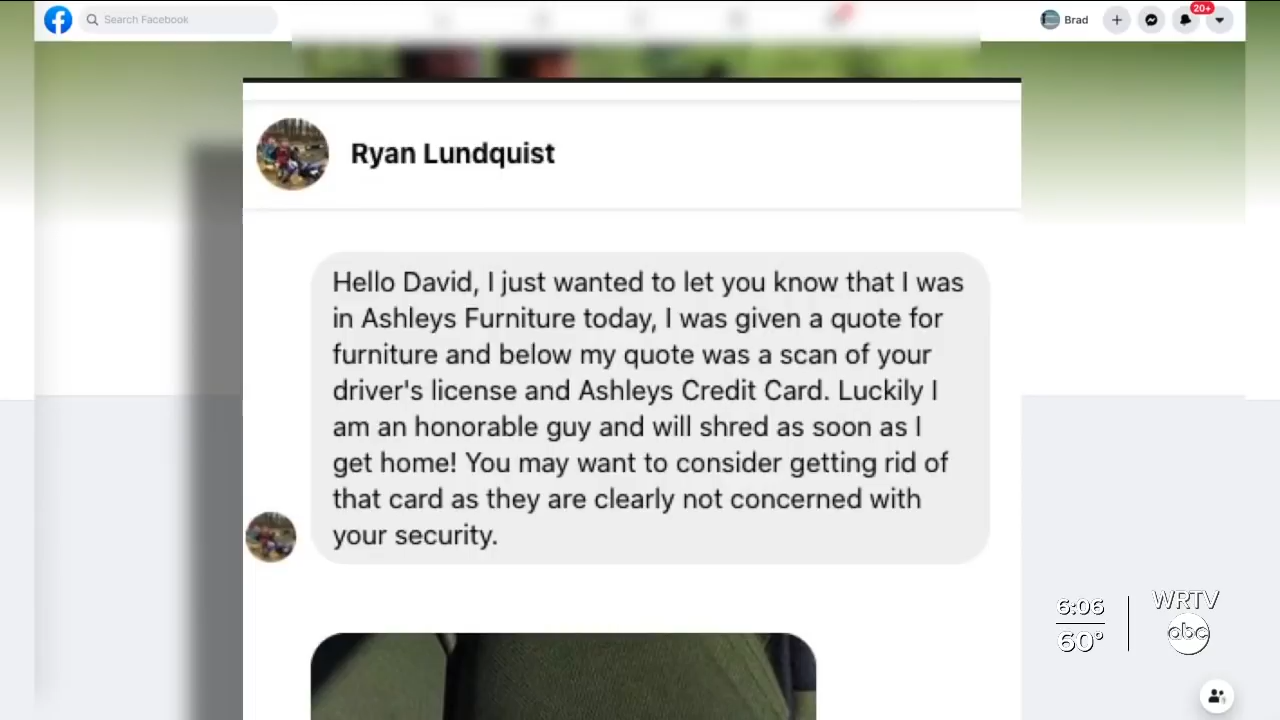 Search Facebook
Brad
20+
Ryan Lundquist
Hello David, I just wanted to let you know that I was
in Ashleys Furniture today, I was given a quote for
furniture and below my quote was a scan of your
driver's license and Ashleys Credit Card. Luckily I
am an honorable guy and will shred as soon as I
get home! You may want to consider getting rid of
that card as they are clearly not concerned with
your security.
6:06
60°
WRTV
abc